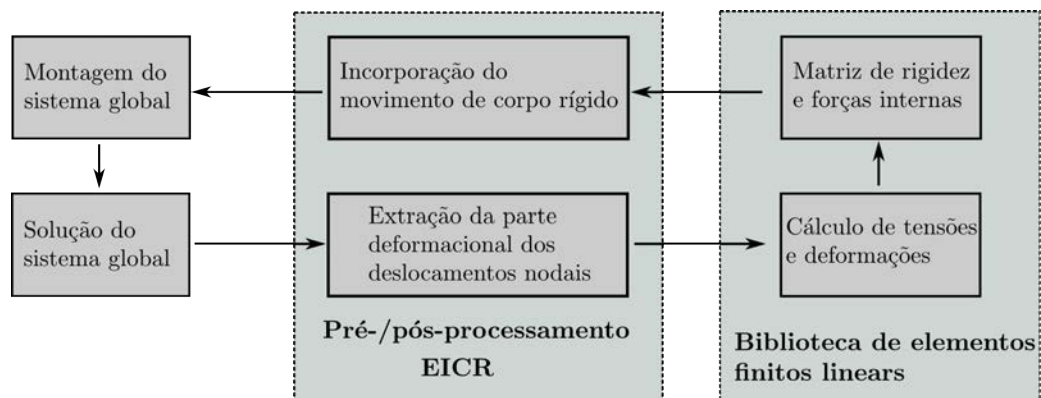 Montagem do
sistema global
Incorporação do
movimento de corpo rígido
Matriz de rigidez
e forças internas
Solução do
sistema global
Extração da parte
deformacional dos
deslocamentos nodais
Cálculo de tensões
e deformações
Pré-/pós-processamento
EICR
Biblioteca de elementos
finitos linears